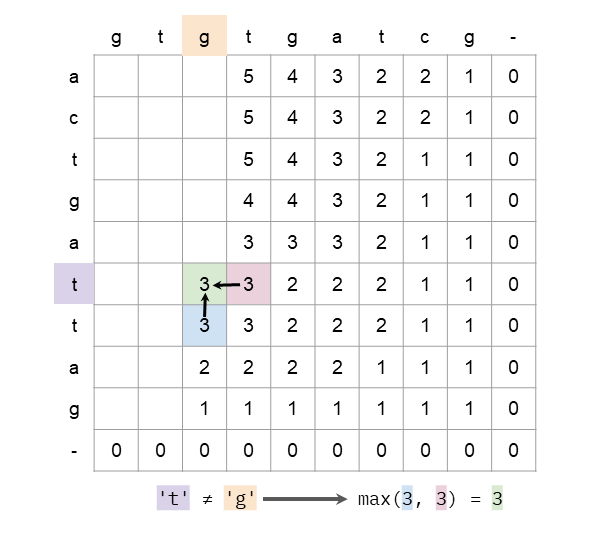 g t g t g a t c g -
a 5 4 3 2 2 1 0
c 5 4 3 2 2 1 0
t 5 4 3 2 1 1 0
g 4 4 3 2 1 1 0
a 3 3 3 2 1 1 0
t 3 3 2 2 2 1 1 0
t 3 3 2 2 2 1 1 0
a 2 2 2 2 1 1 1 0
g 1 1 1 1 1 1 1 0
- 0 0 0 0 0 0 0 0 0 0
't' ≠ 'g' ⟶ max(3, 3) = 3